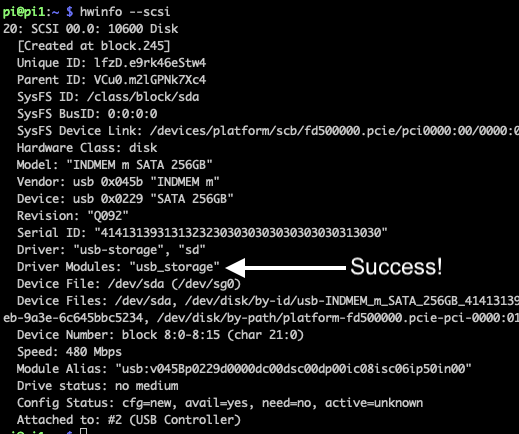 pi@pi1:~ $ hwinfo --scsi
20: SCSI 00.0: 10600 Disk
[Created at block.245]
Unique ID: lfzD.e9rk46eStw4
Parent ID: VCu0.m2lGPNk7Xc4
SysFS ID: /class/block/sda
SysFS BusID: 0:0:0:0
SysFS Device Link: /devices/platform/scb/fd500000.pcie/pci0000:00/0000:0
Hardware Class: disk
Model: "INDMEM m SATA 256GB"
Vendor: usb 0x045b "INDMEM m"
Device: usb 0x0229 "SATA 256GB"
Revision: "Q092"
Serial ID: "41413139313132323030303030303030313030"
Driver: "usb-storage", "sd"
Driver Modules: "usb_storage" Success!
Device File: /dev/sda (/dev/sg0)
Device Files: /dev/sda, /dev/disk/by-id/usb-INDMEM_m_SATA_256GB_41413139
eb-9a3e-6c645bbc5234, /dev/disk/by-path/platform-fd500000.pcie-pci-0000:01
Device Number: block 8:0-8:15 (char 21:0)
Speed: 480 Mbps
Module Alias: "usb:v045Bp0229d0000dc00dsc00dp00ic08isc06ip50in00"
Drive status: no medium
Config Status: cfg=new, avail=yes, need=no, active=unknown
Attached to: #2 (USB Controller)